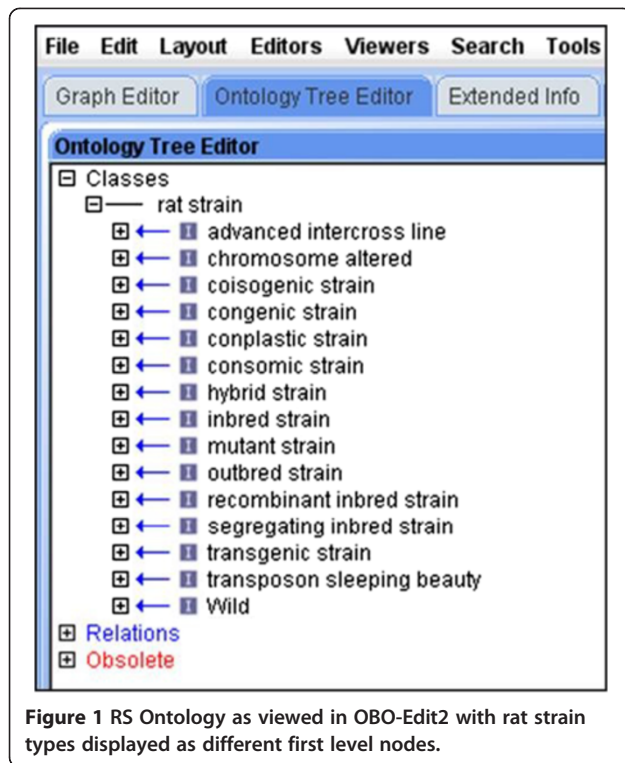 File Edit Layout Editors Viewers Search Tools
Graph Editor Ontology Tree Editor Extended Info
Ontology Tree Editor
Classes
rat strain
advanced intercross line
chromosome altered
coisogenic strain
congenic strain
conplastic strain
consomic strain
hybrid strain
inbred strain
mutant strain
outbred strain
recombinant inbred strain
segregating inbred strain
transgenic strain
transposon sleeping beauty
Wild
Relations
Obsolete
Figure 1 RS Ontology as viewed in OBO-Edit2 with rat strain
types displayed as different first level nodes.